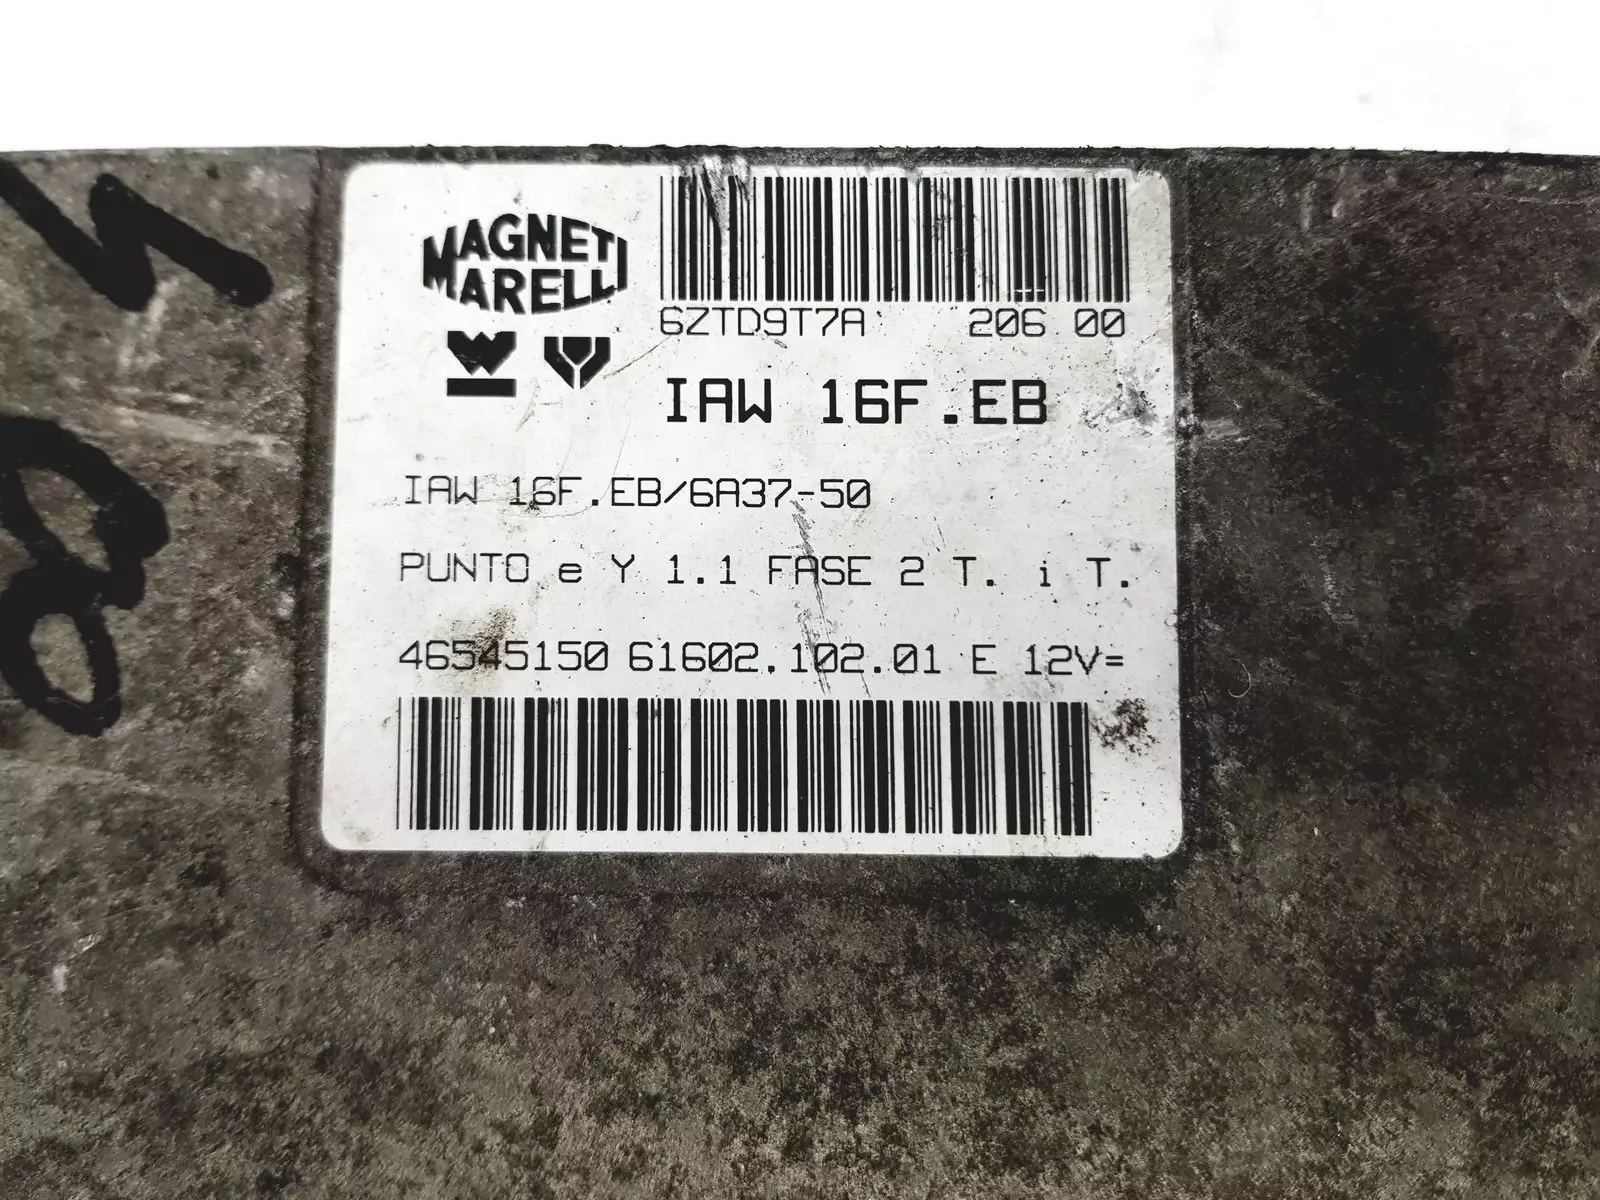 MAGNETI
MARELLI
6ZTD9T7A 206 00
IAW 16F.EB
IAW 16F.EB/6A37-50
PUNTO e Y 1.1 FASE 2 T. i T.
46545150 61602.102.01 E 12V=